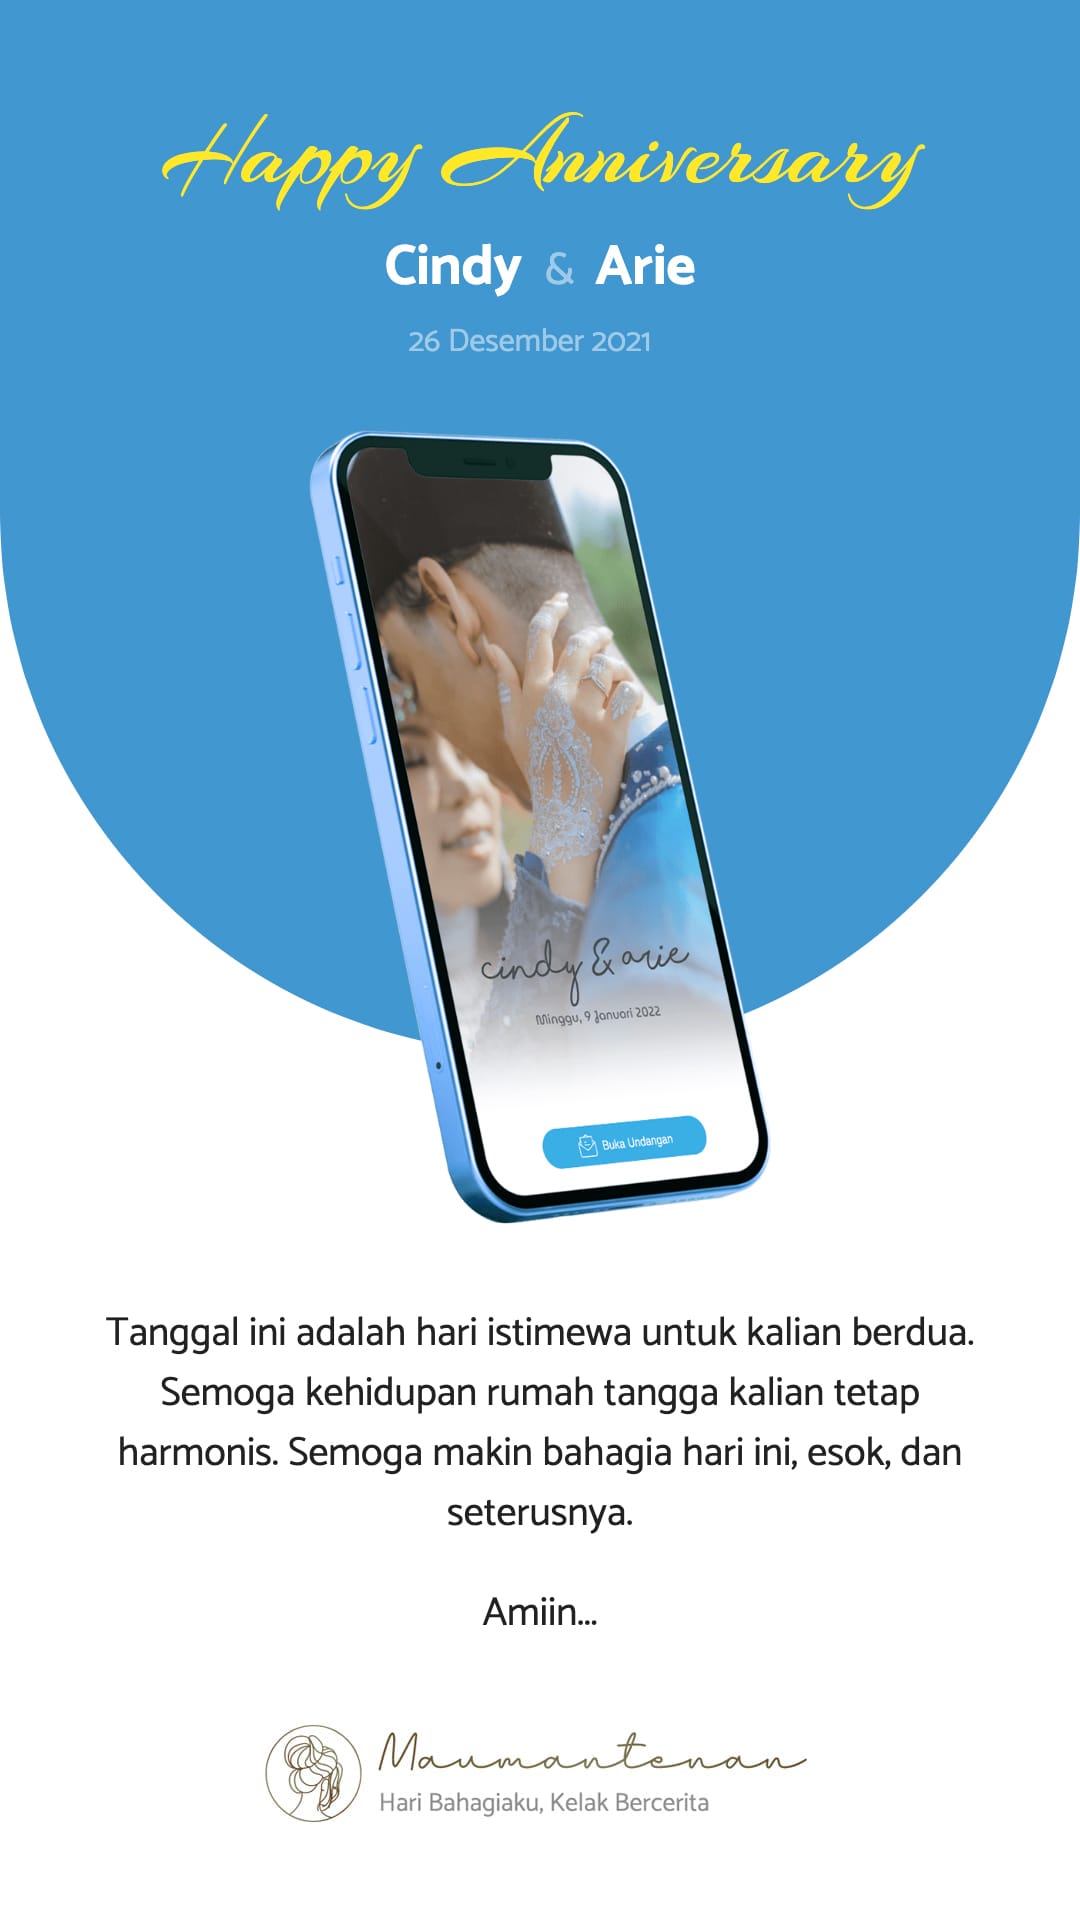 Happy Anniversary
Cindy & Arie
26 Desember 2021
cindy & arie
Minggu, 9 Januari 2022
Buka Undangan
Tanggal ini adalah hari istimewa untuk kalian berdua.
Semoga kehidupan rumah tangga kalian tetap
harmonis. Semoga makin bahagia hari ini, esok, dan
seterusnya.
Amiin...
Maumantenan
Hari Bahagiaku, Kelak Bercerita